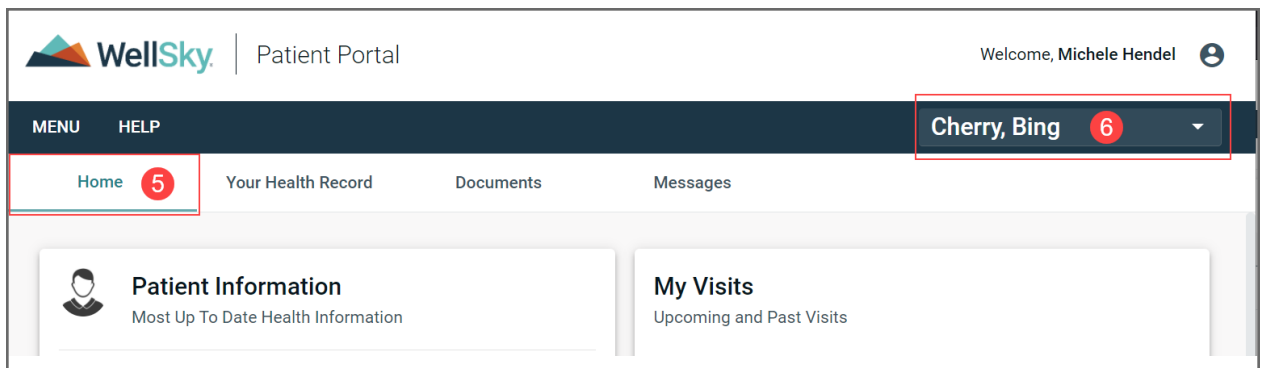 WellSky. Patient Portal Welcome, Michele Hendel
MENU HELP Cherry, Bing 6
Home 5 Your Health Record Documents Messages
Patient Information
Most Up To Date Health Information
My Visits
Upcoming and Past Visits